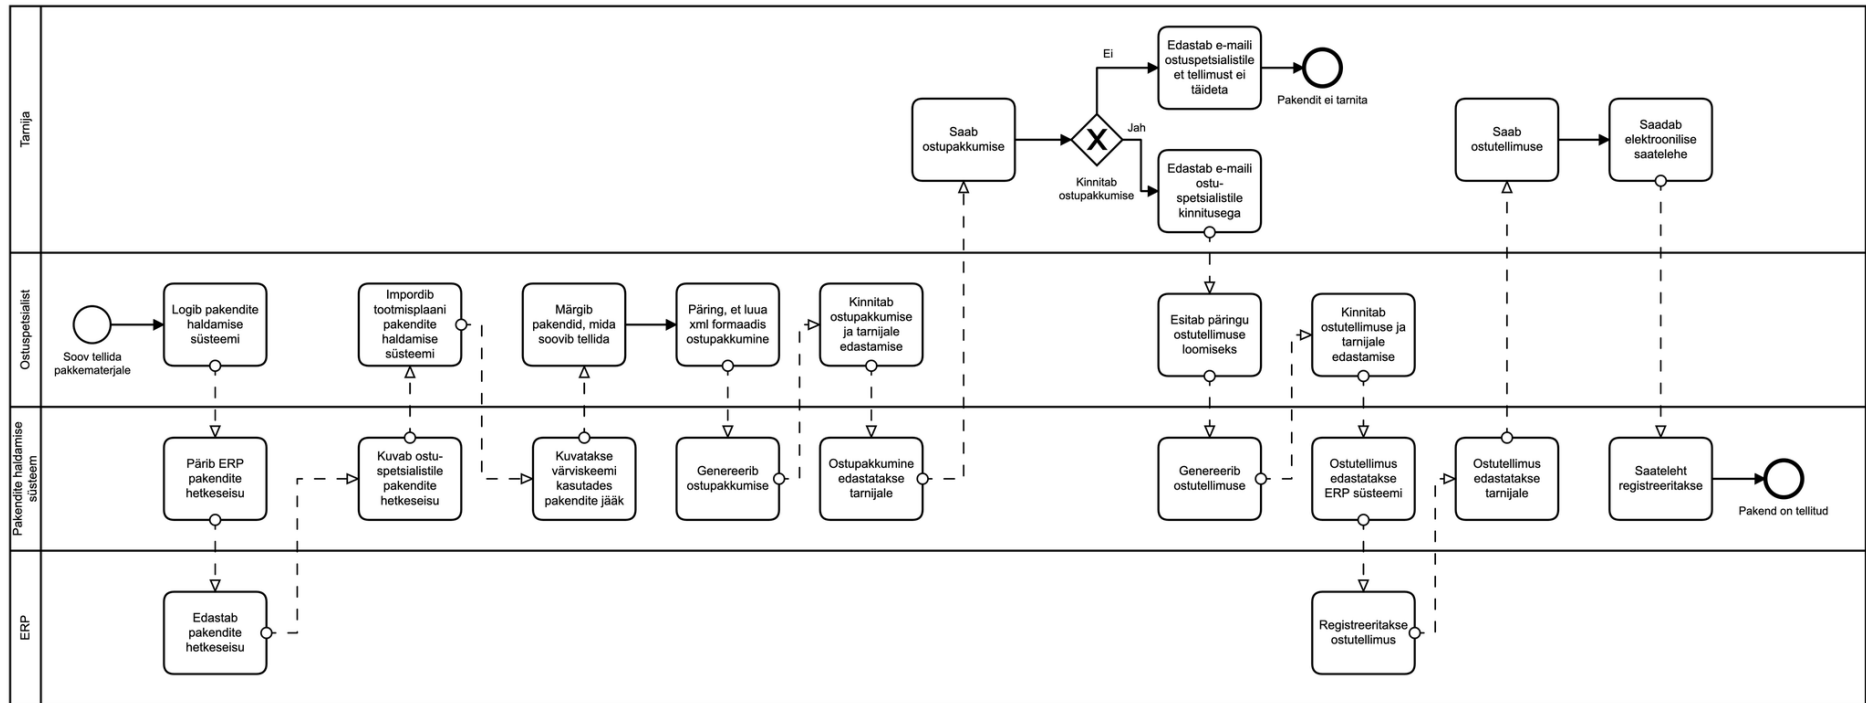 Tarnija
Saab
ostupakkumise
Kinnitab
ostupakkumise
Ei
Jah
Edastab e-maili
ostuspetsialistile
et tellimust ei
täideta
Pakendit ei tarnita
Edastab e-maili
ostu-
spetsialistile
kinnitusega
Saab
ostutellimuse
Saadab
elektroonilise
saatelehe
Ostuspetsialist
Soov tellida
pakkematerjale
Logib pakendite
haldamise
süsteemi
Impordib
tootmisplaani
pakendite
haldamise
süsteemi
Märgib
pakendid, mida
soovib tellida
Päring, et luua
xml formaadis
ostupakkumine
Kinnitab
ostupakkumise
ja tarnijale
edastamise
Esitab päringu
ostutellimuse
loomiseks
Kinnitab
ostutellimuse ja
tarnijale
edastamise
Pakendite haldamise
süsteem
Pärib ERP
pakendite
hetkeseisu
Kuvab ostu-
spetsialistile
pakendite
hetkeseisu
Kuvatakse
värviskeemi
kasutades
pakendite jääk
Genereerib
ostupakkumise
Ostupakkumine
edastatakse
tarnijale
Genereerib
ostutellimuse
Ostutellimus
edastatakse
ERP süsteemi
Ostutellimus
edastatakse
tarnijale
Saateleht
registreeritakse
Pakend on tellitud
ERP
Edastab
pakendite
hetkeseisu
Registreeritakse
ostutellimus